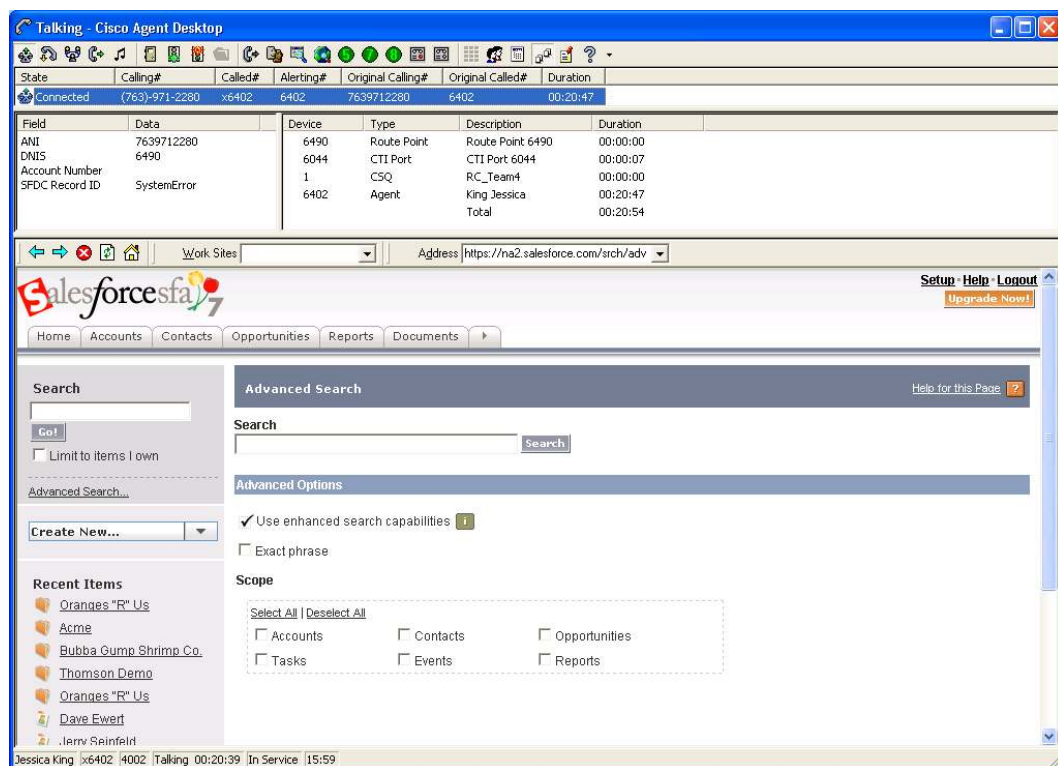 Talking - Cisco Agent Desktop
State Calling# Called# Alerting# Original Calling# Original Called# Duration
Connected (763)-971-2280 x6402 6402 7639712280 6402 00:20:47
Field Data
ANI 7639712280
DNIS 6490
Account Number
SFDC Record ID SystemError
Device Type Description Duration
6490 Route Point Route Point 6490 00:00:00
6044 CTI Port CTI Port 6044 00:00:07
1 CSQ RC_Team4 00:00:00
6402 Agent King Jessica 00:20:47
Total 00:20:54
Work Sites Address https://na2.salesforce.com/srch/adv
salesforce sfa 7
Setup - Help - Logout
Upgrade Now!
Home Accounts Contacts Opportunities Reports Documents
Search
Go!
Limit to items I own
Advanced Search...
Create New...
Recent Items
Oranges "R" Us
Acme
Bubba Gump Shrimp Co.
Thomson Demo
Oranges "R" Us
Dave Ewert
Jerry Seinfeld
Advanced Search Help for this Page ?
Search
Search
Advanced Options
Use enhanced search capabilities i
Exact phrase
Scope
Select All | Deselect All
Accounts Contacts Opportunities
Tasks Events Reports
Jessica King x6402 4002 Talking 00:20:39 In Service 15:59